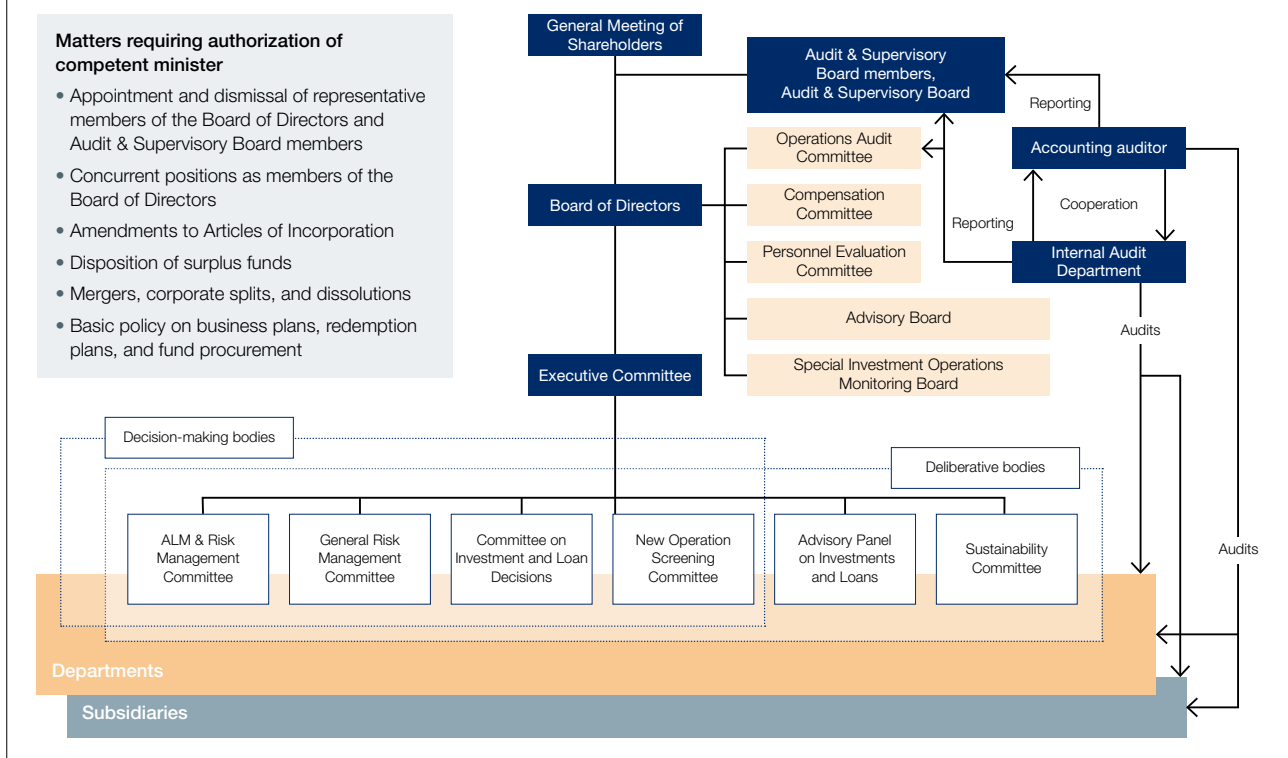 Matters requiring authorization of
competent minister
• Appointment and dismissal of representative
members of the Board of Directors and
Audit & Supervisory Board members
• Concurrent positions as members of the
Board of Directors
• Amendments to Articles of Incorporation
• Disposition of surplus funds
• Mergers, corporate splits, and dissolutions
• Basic policy on business plans, redemption
plans, and fund procurement
General Meeting of
Shareholders
Audit & Supervisory
Board members,
Audit & Supervisory Board
Reporting
Operations Audit
Committee
Accounting auditor
Board of Directors
Compensation
Committee
Cooperation
Reporting
Personnel Evaluation
Committee
Internal Audit
Department
Advisory Board
Audits
Executive Committee
Special Investment Operations
Monitoring Board
Decision-making bodies
Deliberative bodies
ALM & Risk
Management
Committee
General Risk
Management
Committee
Committee on
Investment and Loan
Decisions
New Operation
Screening
Committee
Advisory Panel
on Investments
and Loans
Sustainability
Committee
Audits
Departments
Subsidiaries